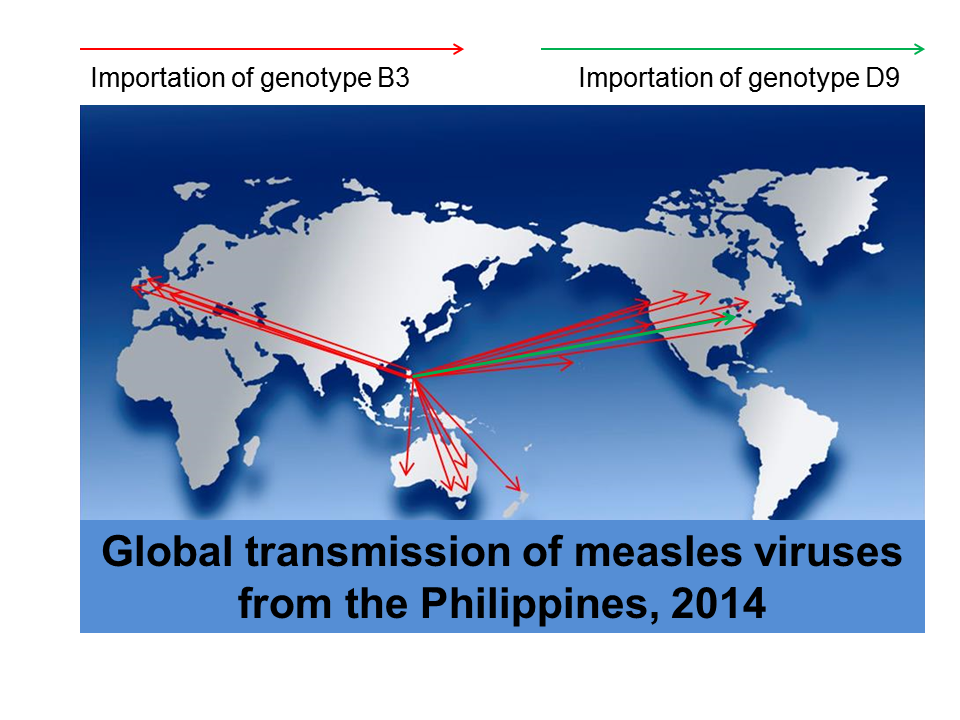 Importation of genotype B3
Importation of genotype D9
Global transmission of measles viruses
from the Philippines, 2014